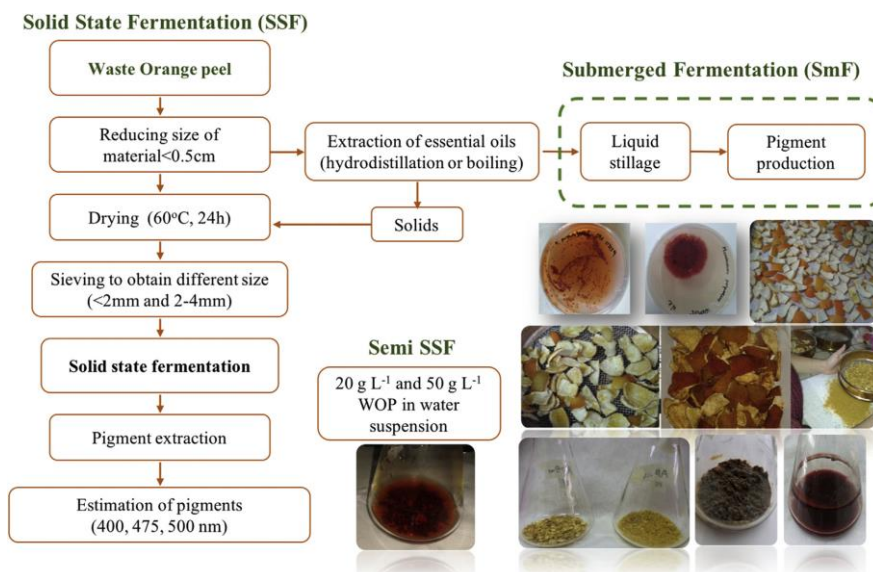 Solid State Fermentation (SSF)
Waste Orange peel
Reducing size of
material<0.5cm
Drying (60°C, 24h)
Sieving to obtain different size
(<2mm and 2-4mm)
Solid state fermentation
Pigment extraction
Estimation of pigments
(400, 475, 500 nm)
Extraction of essential oils
(hydrodistillation or boiling)
Solids
Submerged Fermentation (SmF)
Liquid
stillage
Pigment
production
Semi SSF
20 g L⁻¹ and 50 g L⁻¹
WOP in water
suspension